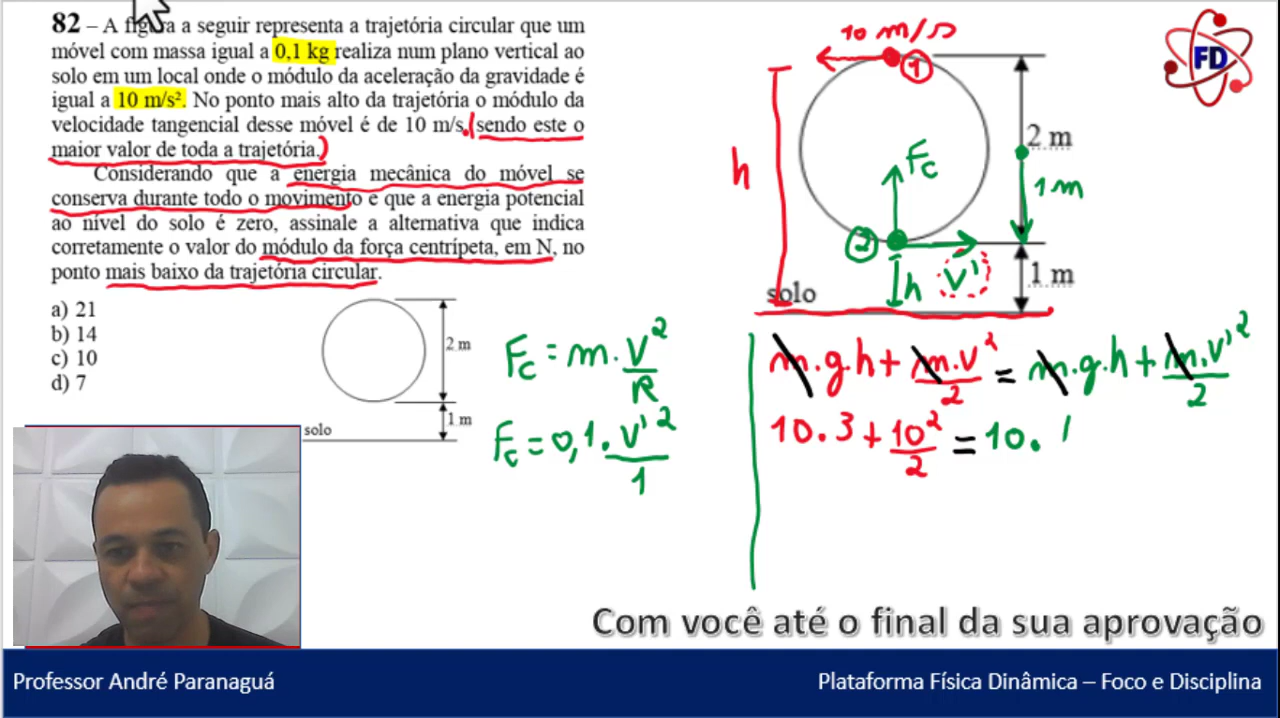 82 – A figura a seguir representa a trajetória circular que um
móvel com massa igual a 0,1 kg realiza num plano vertical ao
solo em um local onde o módulo da aceleração da gravidade é
igual a 10 m/s². No ponto mais alto da trajetória o módulo da
velocidade tangencial desse móvel é de 10 m/s, (sendo este o
maior valor de toda a trajetória.)
Considerando que a energia mecânica do móvel se
conserva durante todo o movimento e que a energia potencial
ao nível do solo é zero, assinale a alternativa que indica
corretamente o valor do módulo da força centrípeta, em N, no
ponto mais baixo da trajetória circular.
a) 21
b) 14
c) 10
d) 7
2 m
1 m
solo
10 m/s
1
FD
2 m
h
Fc
1 m
2
h
V'
1 m
solo
Fc = m.V²/R
Fc = 0,1.V'²/1
m.g.h + m.v²/2 = m.g.h + m.v'²/2
10.3 + 10²/2 = 10.
Com você até o final da sua aprovação
Professor André Paranaguá
Plataforma Física Dinâmica – Foco e Disciplina